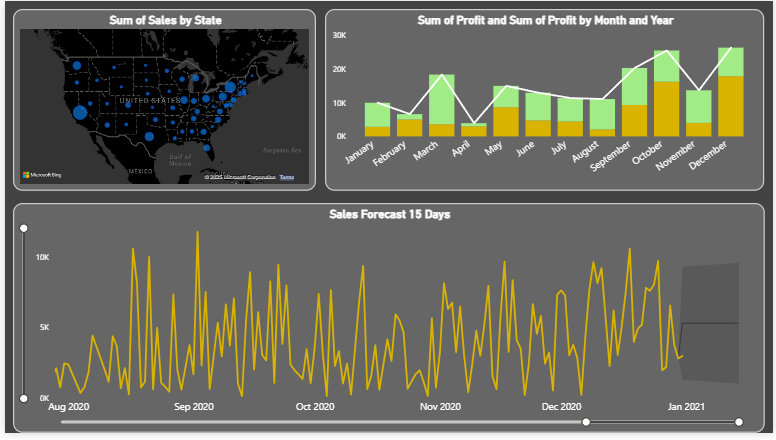 Sum of Sales by State
UNITED STATES
Gulf of
Mexico
Sargasso Sea
MEXICO
Microsoft Bing
© 2025 Microsoft Corporation Terms
Sum of Profit and Sum of Profit by Month and Year
30K
20K
10K
0K
January
February
March
April
May
June
July
August
September
October
November
December
Sales Forecast 15 Days
10K
5K
0K
Aug 2020
Sep 2020
Oct 2020
Nov 2020
Dec 2020
Jan 2021